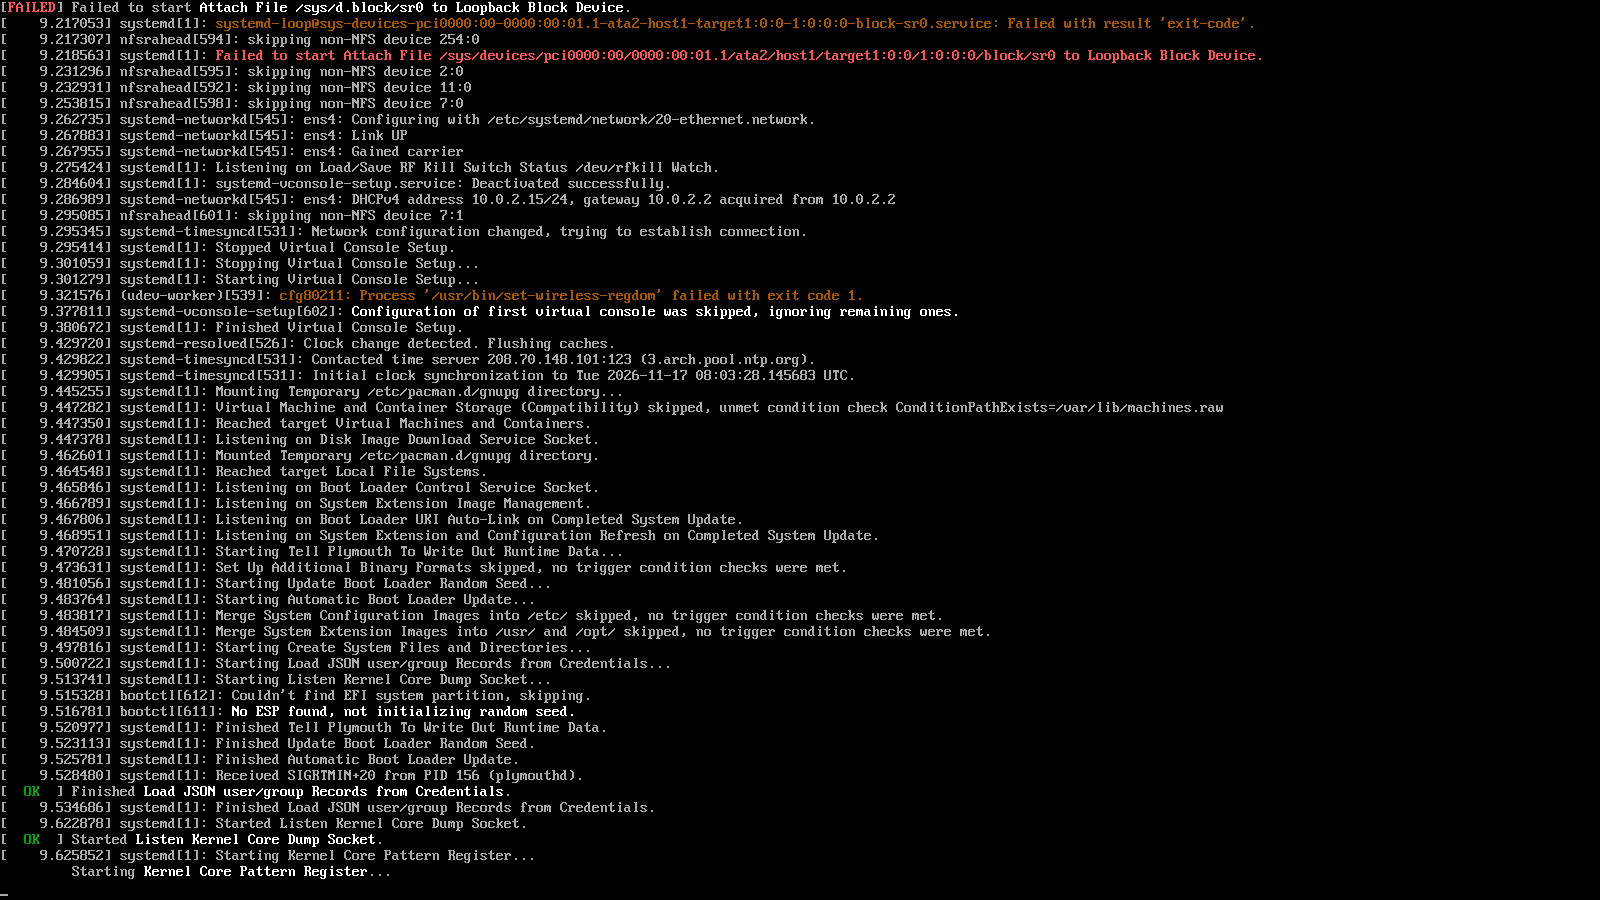 [FAILED] Failed to start Attach File /sys/d.block/sr0 to Loopback Block Device.
[    9.217053] systemd[1]: systemd-loop@sys-devices-pci0000:00-0000:00:01.1-ata2-host1-target1:0:0-1:0:0:0-block-sr0.service: Failed with result 'exit-code'.
[    9.217307] nfsrahead[594]: skipping non-NFS device 254:0
[    9.218563] systemd[1]: Failed to start Attach File /sys/devices/pci0000:00/0000:00:01.1/ata2/host1/target1:0:0/1:0:0:0/block/sr0 to Loopback Block Device.
[    9.231296] nfsrahead[595]: skipping non-NFS device 2:0
[    9.232931] nfsrahead[592]: skipping non-NFS device 11:0
[    9.253815] nfsrahead[598]: skipping non-NFS device 7:0
[    9.262735] systemd-networkd[545]: ens4: Configuring with /etc/systemd/network/20-ethernet.network.
[    9.267883] systemd-networkd[545]: ens4: Link UP
[    9.267955] systemd-networkd[545]: ens4: Gained carrier
[    9.275424] systemd[1]: Listening on Load/Save RF Kill Switch Status /dev/rfkill Watch.
[    9.284604] systemd[1]: systemd-vconsole-setup.service: Deactivated successfully.
[    9.286989] systemd-networkd[545]: ens4: DHCPv4 address 10.0.2.15/24, gateway 10.0.2.2 acquired from 10.0.2.2
[    9.295085] nfsrahead[601]: skipping non-NFS device 7:1
[    9.295345] systemd-timesyncd[531]: Network configuration changed, trying to establish connection.
[    9.295414] systemd[1]: Stopped Virtual Console Setup.
[    9.301059] systemd[1]: Stopping Virtual Console Setup...
[    9.301279] systemd[1]: Starting Virtual Console Setup...
[    9.321576] (udev-worker)[539]: cfg80211: Process '/usr/bin/set-wireless-regdom' failed with exit code 1.
[    9.377811] systemd-vconsole-setup[602]: Configuration of first virtual console was skipped, ignoring remaining ones.
[    9.380672] systemd[1]: Finished Virtual Console Setup.
[    9.429720] systemd-resolved[526]: Clock change detected. Flushing caches.
[    9.429822] systemd-timesyncd[531]: Contacted time server 208.70.148.101:123 (3.arch.pool.ntp.org).
[    9.429905] systemd-timesyncd[531]: Initial clock synchronization to Tue 2026-11-17 08:03:28.145683 UTC.
[    9.445255] systemd[1]: Mounting Temporary /etc/pacman.d/gnupg directory...
[    9.447282] systemd[1]: Virtual Machine and Container Storage (Compatibility) skipped, unmet condition check ConditionPathExists=/var/lib/machines.raw
[    9.447350] systemd[1]: Reached target Virtual Machines and Containers.
[    9.447378] systemd[1]: Listening on Disk Image Download Service Socket.
[    9.462601] systemd[1]: Mounted Temporary /etc/pacman.d/gnupg directory.
[    9.464548] systemd[1]: Reached target Local File Systems.
[    9.465846] systemd[1]: Listening on Boot Loader Control Service Socket.
[    9.466789] systemd[1]: Listening on System Extension Image Management.
[    9.467806] systemd[1]: Listening on Boot Loader UKI Auto-Link on Completed System Update.
[    9.468951] systemd[1]: Listening on System Extension and Configuration Refresh on Completed System Update.
[    9.470728] systemd[1]: Starting Tell Plymouth To Write Out Runtime Data...
[    9.473631] systemd[1]: Set Up Additional Binary Formats skipped, no trigger condition checks were met.
[    9.481056] systemd[1]: Starting Update Boot Loader Random Seed...
[    9.483764] systemd[1]: Starting Automatic Boot Loader Update...
[    9.483817] systemd[1]: Merge System Configuration Images into /etc/ skipped, no trigger condition checks were met.
[    9.484509] systemd[1]: Merge System Extension Images into /usr/ and /opt/ skipped, no trigger condition checks were met.
[    9.497816] systemd[1]: Starting Create System Files and Directories...
[    9.500722] systemd[1]: Starting Load JSON user/group Records from Credentials...
[    9.513741] systemd[1]: Starting Listen Kernel Core Dump Socket...
[    9.515328] bootctl[612]: Couldn't find EFI system partition, skipping.
[    9.516781] bootctl[611]: No ESP found, not initializing random seed.
[    9.520977] systemd[1]: Finished Tell Plymouth To Write Out Runtime Data.
[    9.523113] systemd[1]: Finished Update Boot Loader Random Seed.
[    9.525781] systemd[1]: Finished Automatic Boot Loader Update.
[    9.528480] systemd[1]: Received SIGRTMIN+20 from PID 156 (plymouthd).
[  OK  ] Finished Load JSON user/group Records from Credentials.
[    9.534686] systemd[1]: Finished Load JSON user/group Records from Credentials.
[    9.622878] systemd[1]: Started Listen Kernel Core Dump Socket.
[  OK  ] Started Listen Kernel Core Dump Socket.
[    9.625852] systemd[1]: Starting Kernel Core Pattern Register...
         Starting Kernel Core Pattern Register...